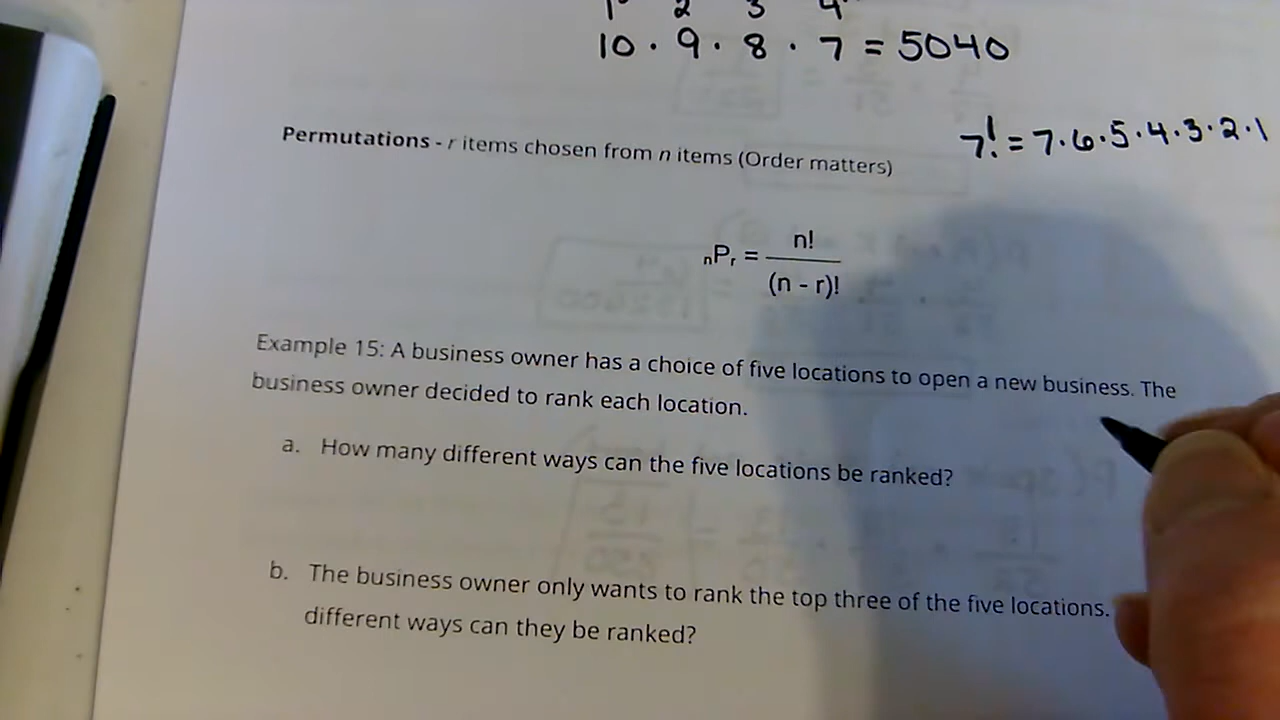 1 2 3 4
10 · 9 · 8 · 7 = 5040
7! = 7·6·5·4·3·2·1
Permutations - r items chosen from n items (Order matters)
nPr = n! / (n - r)!
Example 15: A business owner has a choice of five locations to open a new business. The
business owner decided to rank each location.
a. How many different ways can the five locations be ranked?
b. The business owner only wants to rank the top three of the five locations.
different ways can they be ranked?